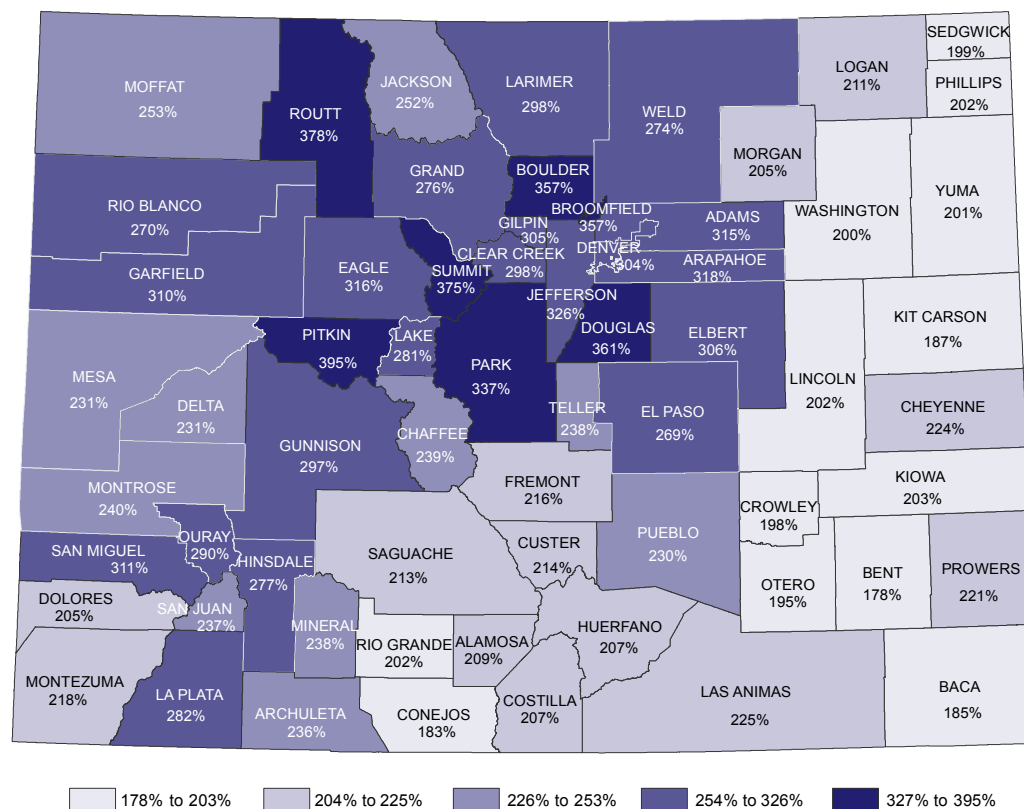 SEDGWICK
199%
LOGAN
211%
PHILLIPS
202%
MOFFAT
253%
JACKSON
252%
LARIMER
298%
ROUTT
378%
WELD
274%
MORGAN
205%
GRAND
276%
BOULDER
357%
YUMA
201%
RIO BLANCO
270%
BROOMFIELD
357%
WASHINGTON
200%
GILPIN
305%
ADAMS
315%
CLEAR CREEK
298%
DENVER
304%
ARAPAHOE
318%
GARFIELD
310%
EAGLE
316%
SUMMIT
375%
JEFFERSON
326%
DOUGLAS
361%
ELBERT
306%
KIT CARSON
187%
PITKIN
395%
LAKE
281%
PARK
337%
LINCOLN
202%
MESA
231%
DELTA
231%
TELLER
238%
EL PASO
269%
CHEYENNE
224%
GUNNISON
297%
CHAFFEE
239%
MONTROSE
240%
FREMONT
216%
KIOWA
203%
CROWLEY
198%
OURAY
290%
SAN MIGUEL
311%
HINSDALE
277%
SAGUACHE
213%
CUSTER
214%
PUEBLO
230%
OTERO
195%
BENT
178%
PROWERS
221%
DOLORES
205%
SAN JUAN
237%
MINERAL
238%
RIO GRANDE
202%
ALAMOSA
209%
HUERFANO
207%
MONTEZUMA
218%
LA PLATA
282%
ARCHULETA
236%
CONEJOS
183%
COSTILLA
207%
LAS ANIMAS
225%
BACA
185%
178% to 203%
204% to 225%
226% to 253%
254% to 326%
327% to 395%